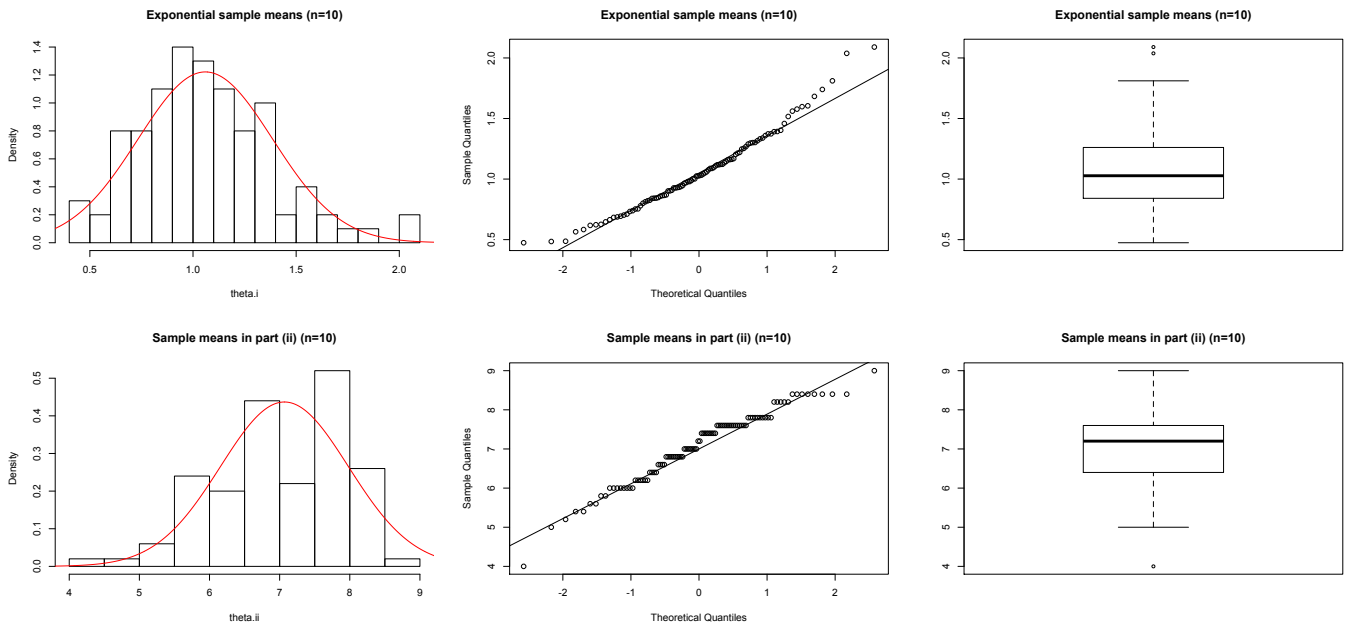 Exponential sample means (n=10)
Density
0.0 0.2 0.4 0.6 0.8 1.0 1.2 1.4
0.5 1.0 1.5 2.0
theta.i
Exponential sample means (n=10)
Sample Quantiles
0.5 1.0 1.5 2.0
-2 -1 0 1 2
Theoretical Quantiles
Exponential sample means (n=10)
0.5 1.0 1.5 2.0
Sample means in part (ii) (n=10)
Density
0.0 0.1 0.2 0.3 0.4 0.5
4 5 6 7 8 9
theta.ii
Sample means in part (ii) (n=10)
Sample Quantiles
4 5 6 7 8 9
-2 -1 0 1 2
Theoretical Quantiles
Sample means in part (ii) (n=10)
4 5 6 7 8 9